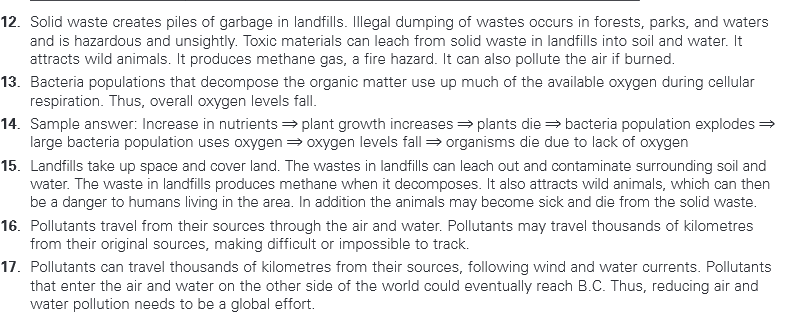 12. Solid waste creates piles of garbage in landfills. Illegal dumping of wastes occurs in forests, parks, and waters
and is hazardous and unsightly. Toxic materials can leach from solid waste in landfills into soil and water. It
attracts wild animals. It produces methane gas, a fire hazard. It can also pollute the air if burned.
13. Bacteria populations that decompose the organic matter use up much of the available oxygen during cellular
respiration. Thus, overall oxygen levels fall.
14. Sample answer: Increase in nutrients ⇒ plant growth increases ⇒ plants die ⇒ bacteria population explodes ⇒
large bacteria population uses oxygen ⇒ oxygen levels fall ⇒ organisms die due to lack of oxygen
15. Landfills take up space and cover land. The wastes in landfills can leach out and contaminate surrounding soil and
water. The waste in landfills produces methane when it decomposes. It also attracts wild animals, which can then
be a danger to humans living in the area. In addition the animals may become sick and die from the solid waste.
16. Pollutants travel from their sources through the air and water. Pollutants may travel thousands of kilometres
from their original sources, making difficult or impossible to track.
17. Pollutants can travel thousands of kilometres from their sources, following wind and water currents. Pollutants
that enter the air and water on the other side of the world could eventually reach B.C. Thus, reducing air and
water pollution needs to be a global effort.